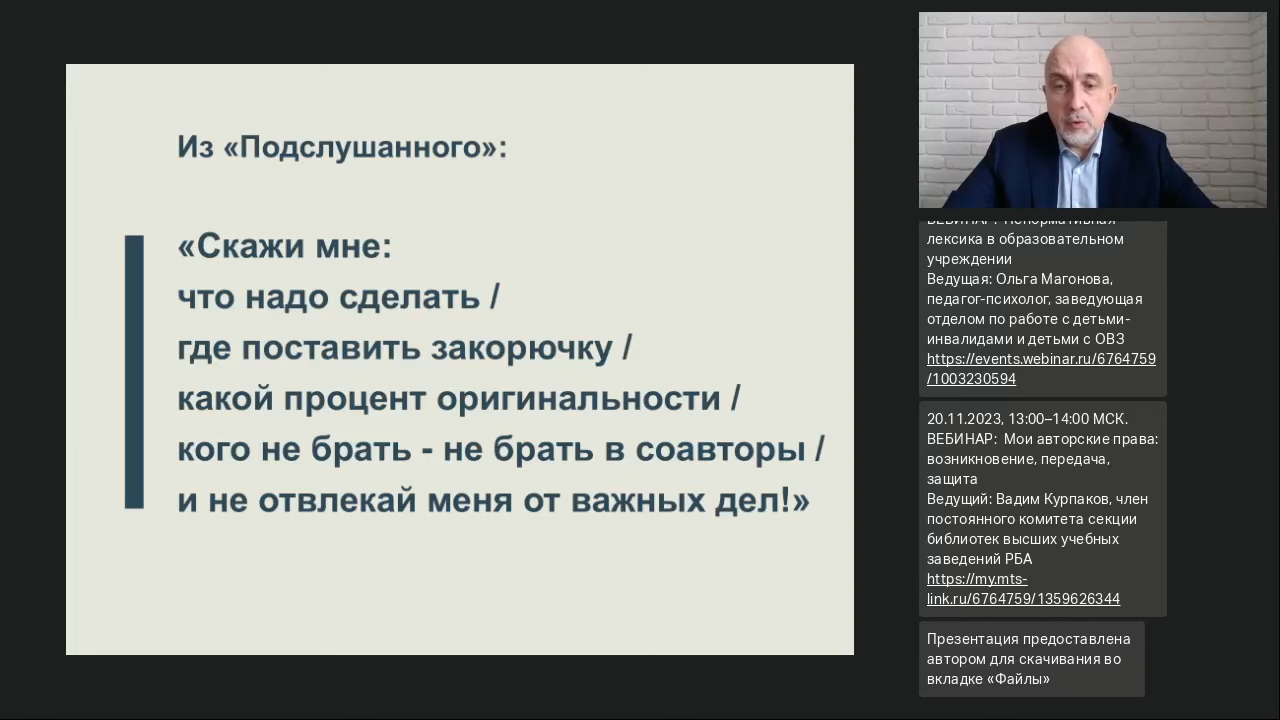 Из «Подслушанного»:
«Скажи мне:
что надо сделать /
где поставить закорючку /
какой процент оригинальности /
кого не брать - не брать в соавторы /
и не отвлекай меня от важных дел!»
ВЕБИНАР: Ненормативная
лексика в образовательном
учреждении
Ведущая: Ольга Магонова,
педагог-психолог, заведующая
отделом по работе с детьми-
инвалидами и детьми с ОВЗ
https://events.webinar.ru/6764759
/1003230594
20.11.2023, 13:00–14:00 МСК.
ВЕБИНАР: Мои авторские права:
возникновение, передача,
защита
Ведущий: Вадим Курпаков, член
постоянного комитета секции
библиотек высших учебных
заведений РБА
https://my.mts-
link.ru/6764759/1359626344
Презентация предоставлена
автором для скачивания во
вкладке «Файлы»